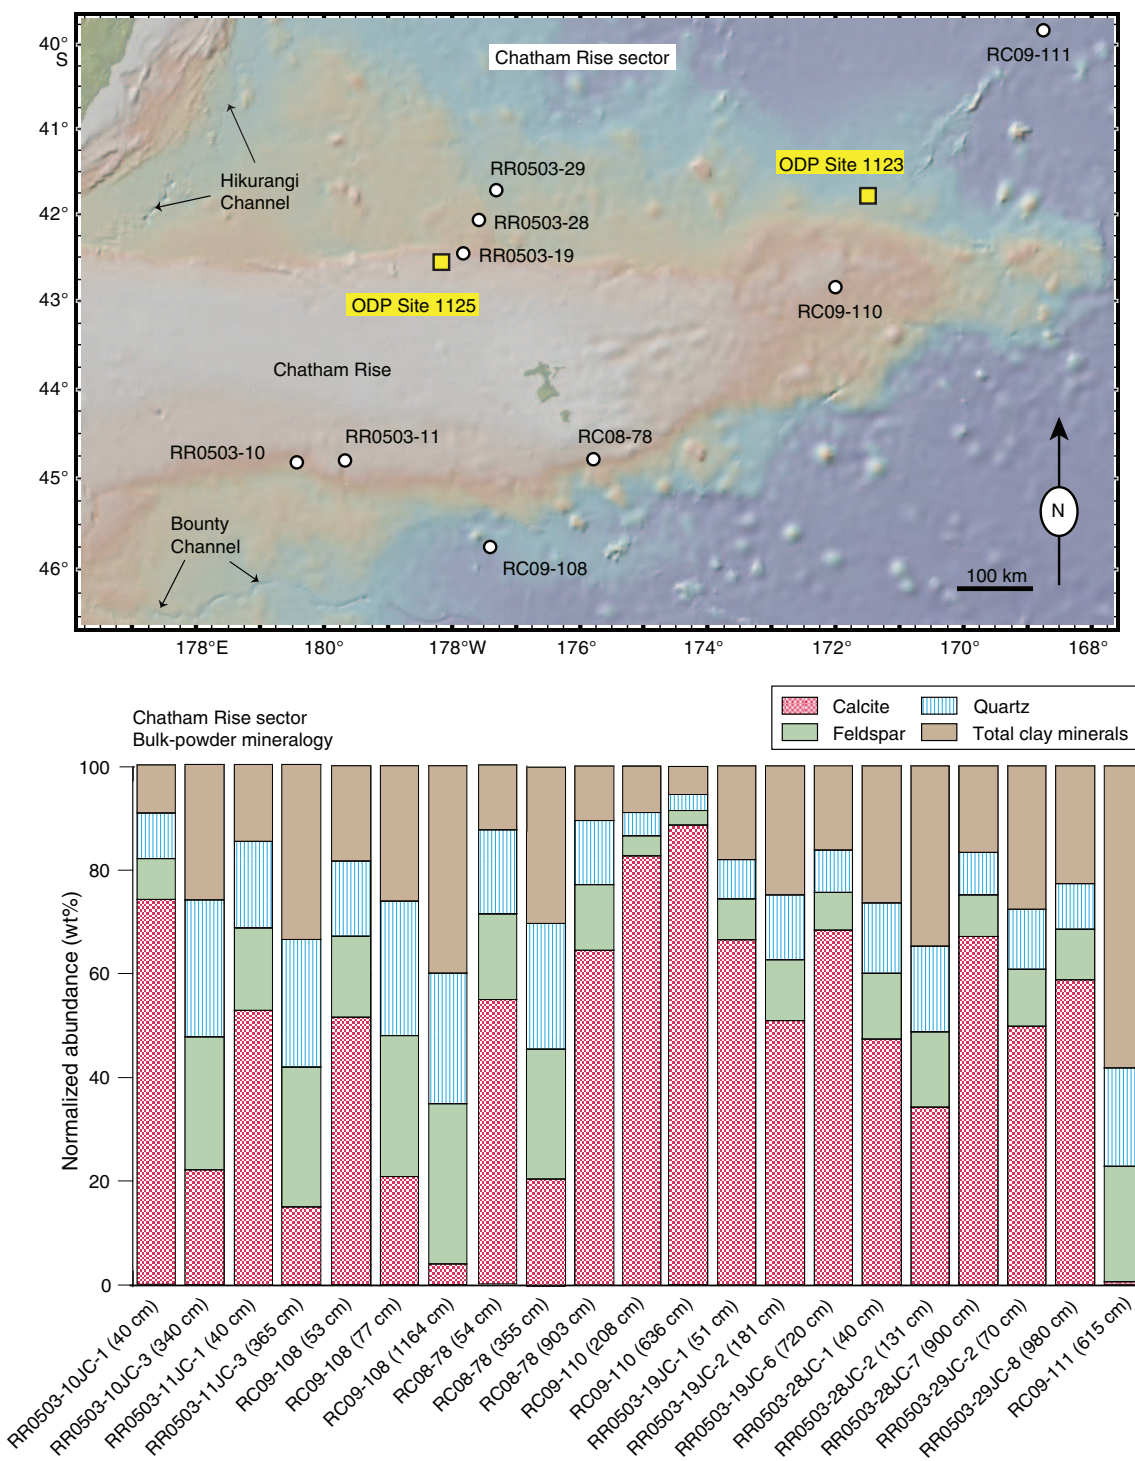 40°
S
41°
42°
43°
44°
45°
46°
Chatham Rise sector
RC09-111
Hikurangi
Channel
RR0503-29
ODP Site 1123
RR0503-28
RR0503-19
ODP Site 1125
RC09-110
Chatham Rise
RR0503-10
RR0503-11
RC08-78
Bounty
Channel
RC09-108
N
100 km
178°E
180°
178°W
176°
174°
172°
170°
168°
Chatham Rise sector
Bulk-powder mineralogy
Calcite
Quartz
Feldspar
Total clay minerals
Normalized abundance (wt%)
100
80
60
40
20
0
RR0503-10JC-1 (40 cm)
RR0503-10JC-3 (340 cm)
RR0503-11JC-1 (40 cm)
RR0503-11JC-3 (365 cm)
RC09-108 (53 cm)
RC09-108 (77 cm)
RC09-108 (1164 cm)
RC08-78 (54 cm)
RC08-78 (355 cm)
RC08-78 (903 cm)
RC09-110 (208 cm)
RC09-110 (636 cm)
RR0503-19JC-1 (51 cm)
RR0503-19JC-2 (181 cm)
RR0503-19JC-6 (720 cm)
RR0503-28JC-1 (40 cm)
RR0503-28JC-2 (131 cm)
RR0503-28JC-7 (900 cm)
RR0503-29JC-2 (70 cm)
RR0503-29JC-8 (980 cm)
RC09-111 (615 cm)